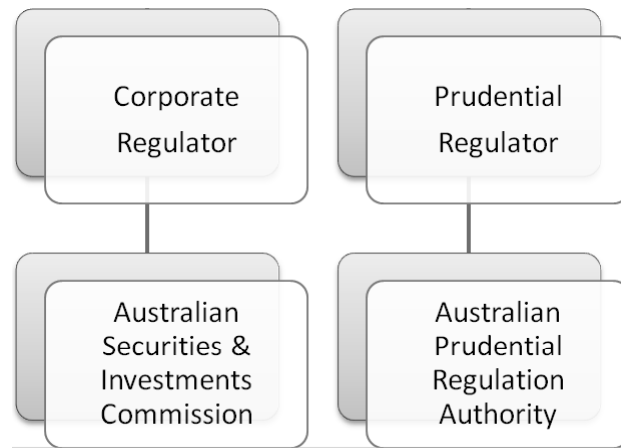 Corporate
Regulator
Prudential
Regulator
Australian
Securities &
Investments
Commission
Australian
Prudential
Regulation
Authority